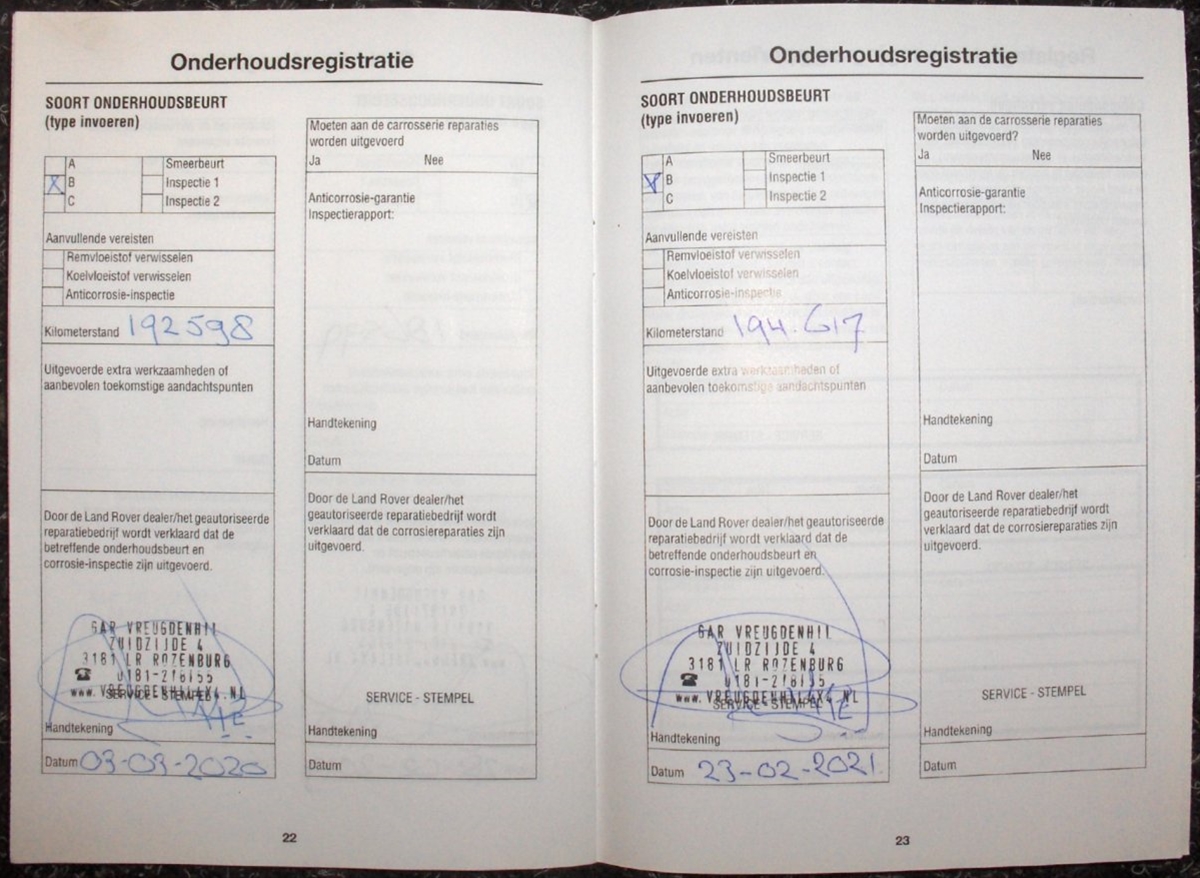 Onderhoudsregistratie
SOORT ONDERHOUDSBEURT
(type invoeren)
A
Smeerbeurt
X B
Inspectie 1
C
Inspectie 2
Aanvullende vereisten
Remvloeistof verwisselen
Koelvloeistof verwisselen
Anticorrosie-inspectie
Kilometerstand 192598
Uitgevoerde extra werkzaamheden of
aanbevolen toekomstige aandachtspunten
Door de Land Rover dealer/het geautoriseerde
reparatiebedrijf wordt verklaard dat de
betreffende onderhoudsbeurt en
corrosie-inspectie zijn uitgevoerd.
GAR VREUGDENHIL
ZUIDZIJDE 4
3181 LR ROZENBURG
☎ 0181-218155
www.VREUGDENHIL4X4.NL
SERVICE - STEMPEL
Handtekening
Datum 03-03-2020
Moeten aan de carrosserie reparaties
worden uitgevoerd
Ja Nee
Anticorrosie-garantie
Inspectierapport:
Handtekening
Datum
Door de Land Rover dealer/het
geautoriseerde reparatiebedrijf wordt
verklaard dat de corrosiereparaties zijn
uitgevoerd.
SERVICE - STEMPEL
Handtekening
Datum
22
Onderhoudsregistratie
SOORT ONDERHOUDSBEURT
(type invoeren)
A
Smeerbeurt
X B
Inspectie 1
C
Inspectie 2
Aanvullende vereisten
Remvloeistof verwisselen
Koelvloeistof verwisselen
Anticorrosie-inspectie
Kilometerstand 194.617
Uitgevoerde extra werkzaamheden of
aanbevolen toekomstige aandachtspunten
Door de Land Rover dealer/het geautoriseerde
reparatiebedrijf wordt verklaard dat de
betreffende onderhoudsbeurt en
corrosie-inspectie zijn uitgevoerd.
GAR VREUGDENHIL
ZUIDZIJDE 4
3181 LR ROZENBURG
☎ 0181-218155
www.VREUGDENHIL4X4.NL
SERVICE - STEMPEL
Handtekening
Datum 23-02-2021
Moeten aan de carrosserie reparaties
worden uitgevoerd?
Ja Nee
Anticorrosie-garantie
Inspectierapport:
Handtekening
Datum
Door de Land Rover dealer/het
geautoriseerde reparatiebedrijf wordt
verklaard dat de corrosiereparaties zijn
uitgevoerd.
SERVICE - STEMPEL
Handtekening
Datum
23